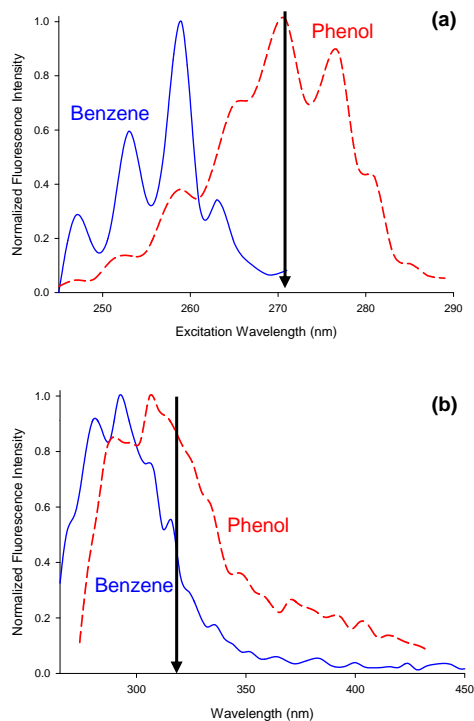 (a)
Phenol
Benzene
Normalized Fluorescence Intensity
1.0
0.8
0.6
0.4
0.2
0.0
250 260 270 280 290
Excitation Wavelength (nm)
(b)
Phenol
Benzene
Normalized Fluorescence Intensity
1.0
0.8
0.6
0.4
0.2
0.0
300 350 400 450
Wavelength (nm)